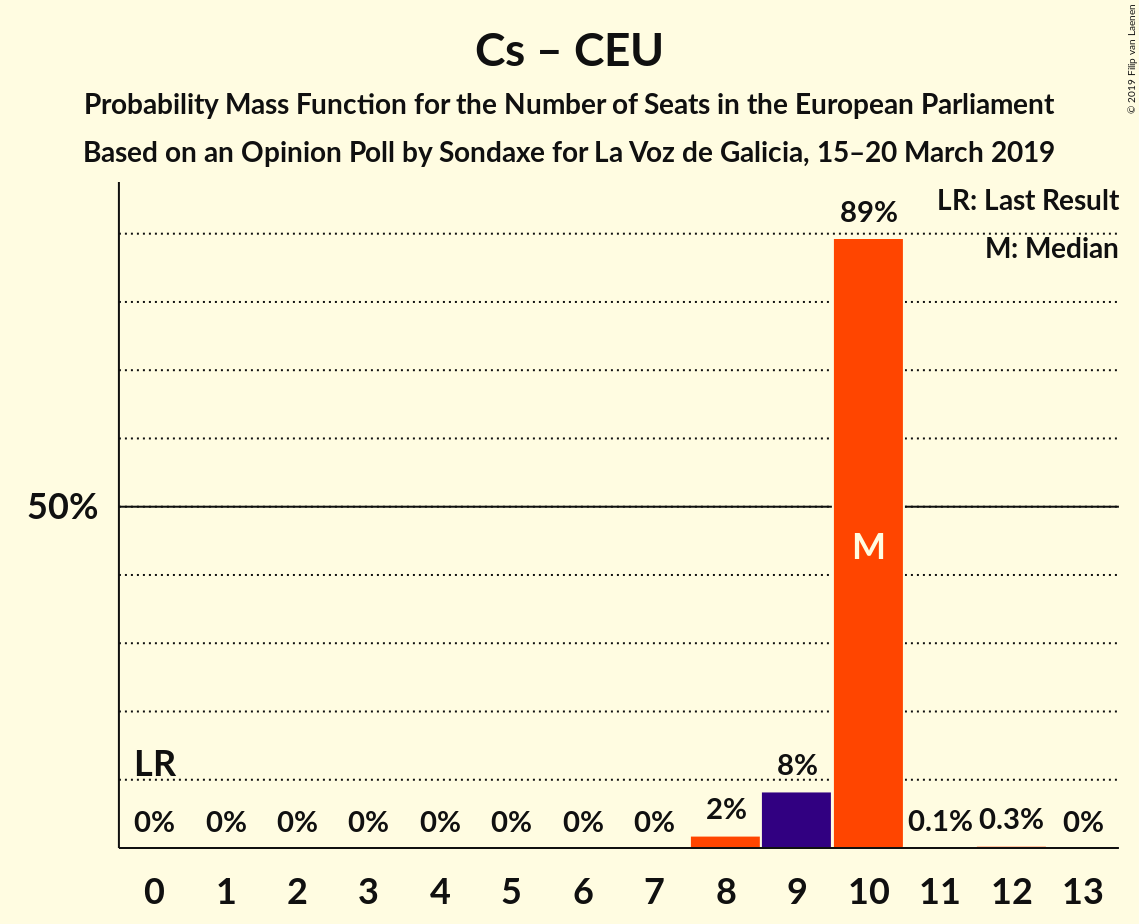 Cs – CEU
Probability Mass Function for the Number of Seats in the European Parliament
Based on an Opinion Poll by Sondaxe for La Voz de Galicia, 15–20 March 2019
© 2019 Filip van Laenen
LR: Last Result
M: Median
89%
50%
M
LR
0% 0% 0% 0% 0% 0% 0% 0% 2% 8% 0.1% 0.3% 0%
0 1 2 3 4 5 6 7 8 9 10 11 12 13